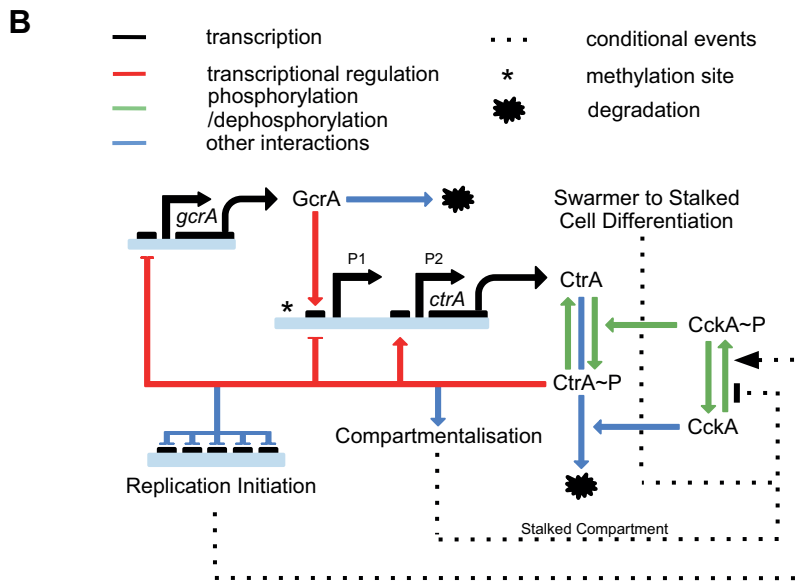 B
transcription
transcriptional regulation
phosphorylation
/dephosphorylation
other interactions
conditional events
* methylation site
degradation
gcrA
GcrA
Swarmer to Stalked
Cell Differentiation
P1
P2
*
ctrA
CtrA
CckA~P
CtrA~P
CckA
Compartmentalisation
Replication Initiation
Stalked Compartment